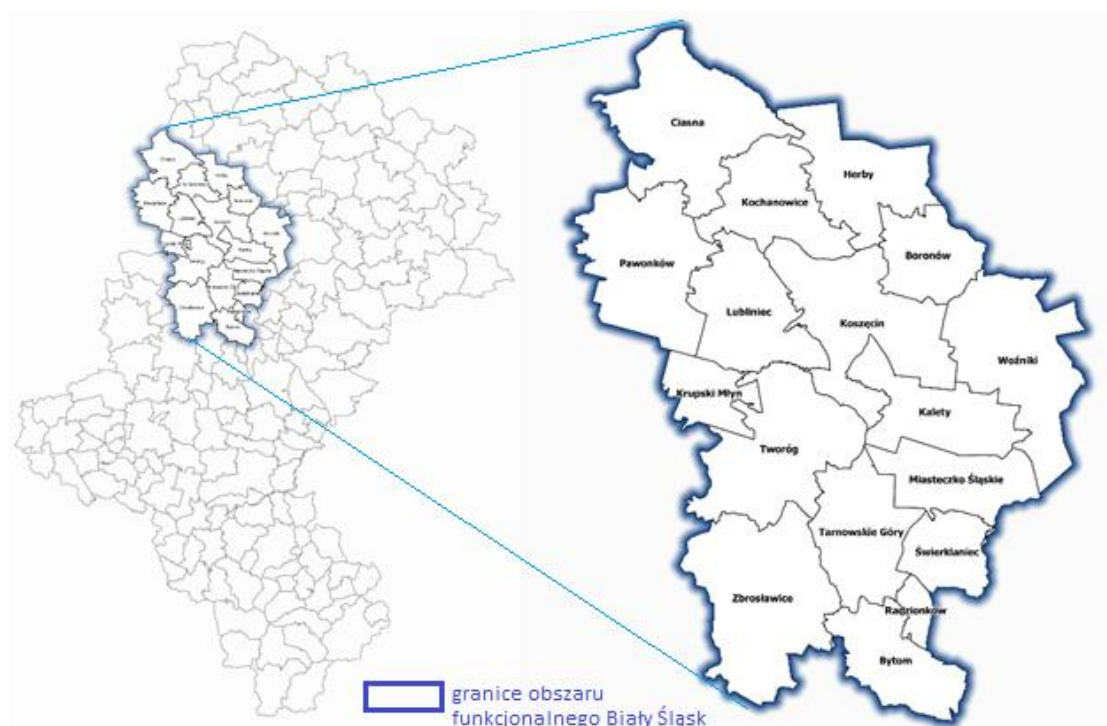 Ciasna
Herby
Kochanowice
Boronów
Pawonków
Lubliniec
Koszęcin
Woźniki
Krupski Młyn
Kalety
Tworóg
Miasteczko Śląskie
Tarnowskie Góry
Świerklaniec
Zbrosławice
Radzionków
Bytom
granice obszaru
funkcjonalnego Biały Śląsk